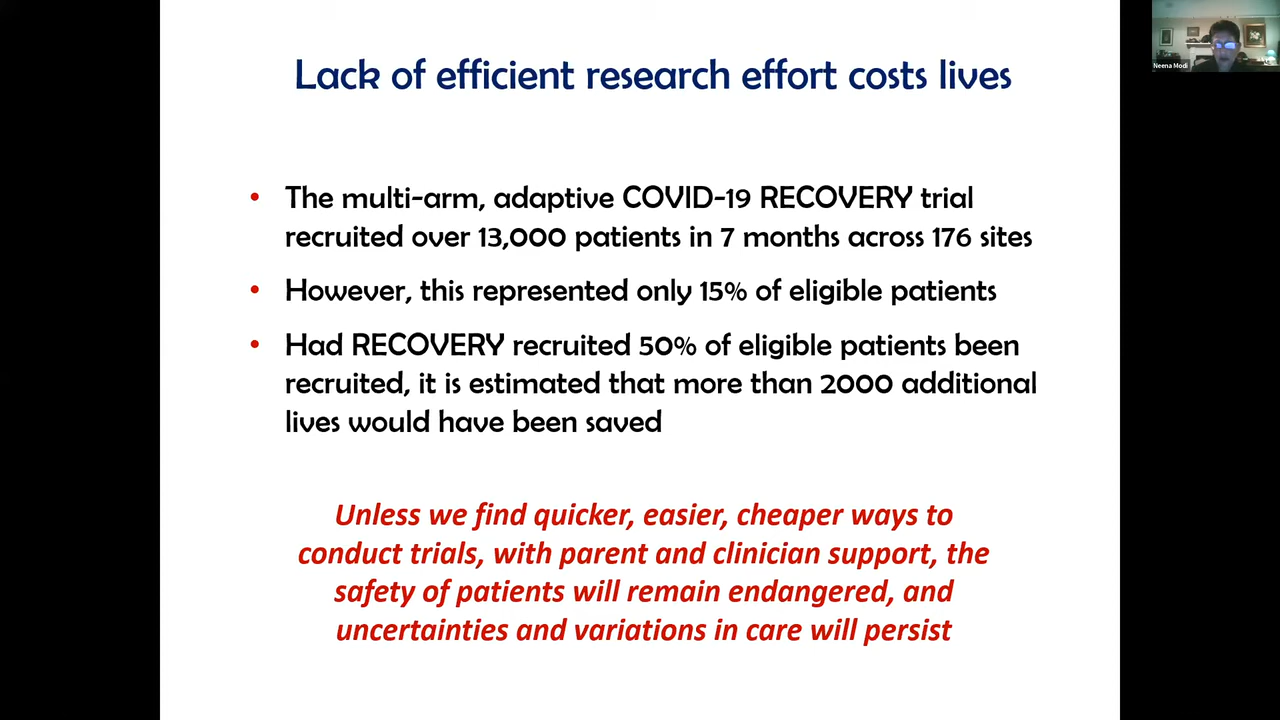 Lack of efficient research effort costs lives
Neena Modi
• The multi-arm, adaptive COVID-19 RECOVERY trial
recruited over 13,000 patients in 7 months across 176 sites
• However, this represented only 15% of eligible patients
• Had RECOVERY recruited 50% of eligible patients been
recruited, it is estimated that more than 2000 additional
lives would have been saved
Unless we find quicker, easier, cheaper ways to
conduct trials, with parent and clinician support, the
safety of patients will remain endangered, and
uncertainties and variations in care will persist